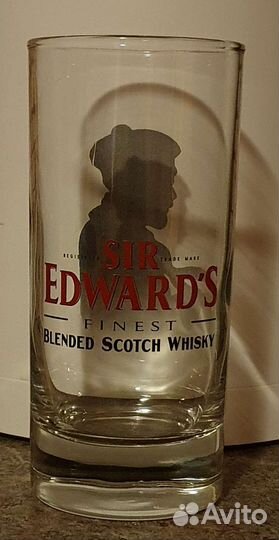 SIR
REGISTERED TRADE MARK
EDWARD'S
FINEST
BLENDED SCOTCH WHISKY
Avito